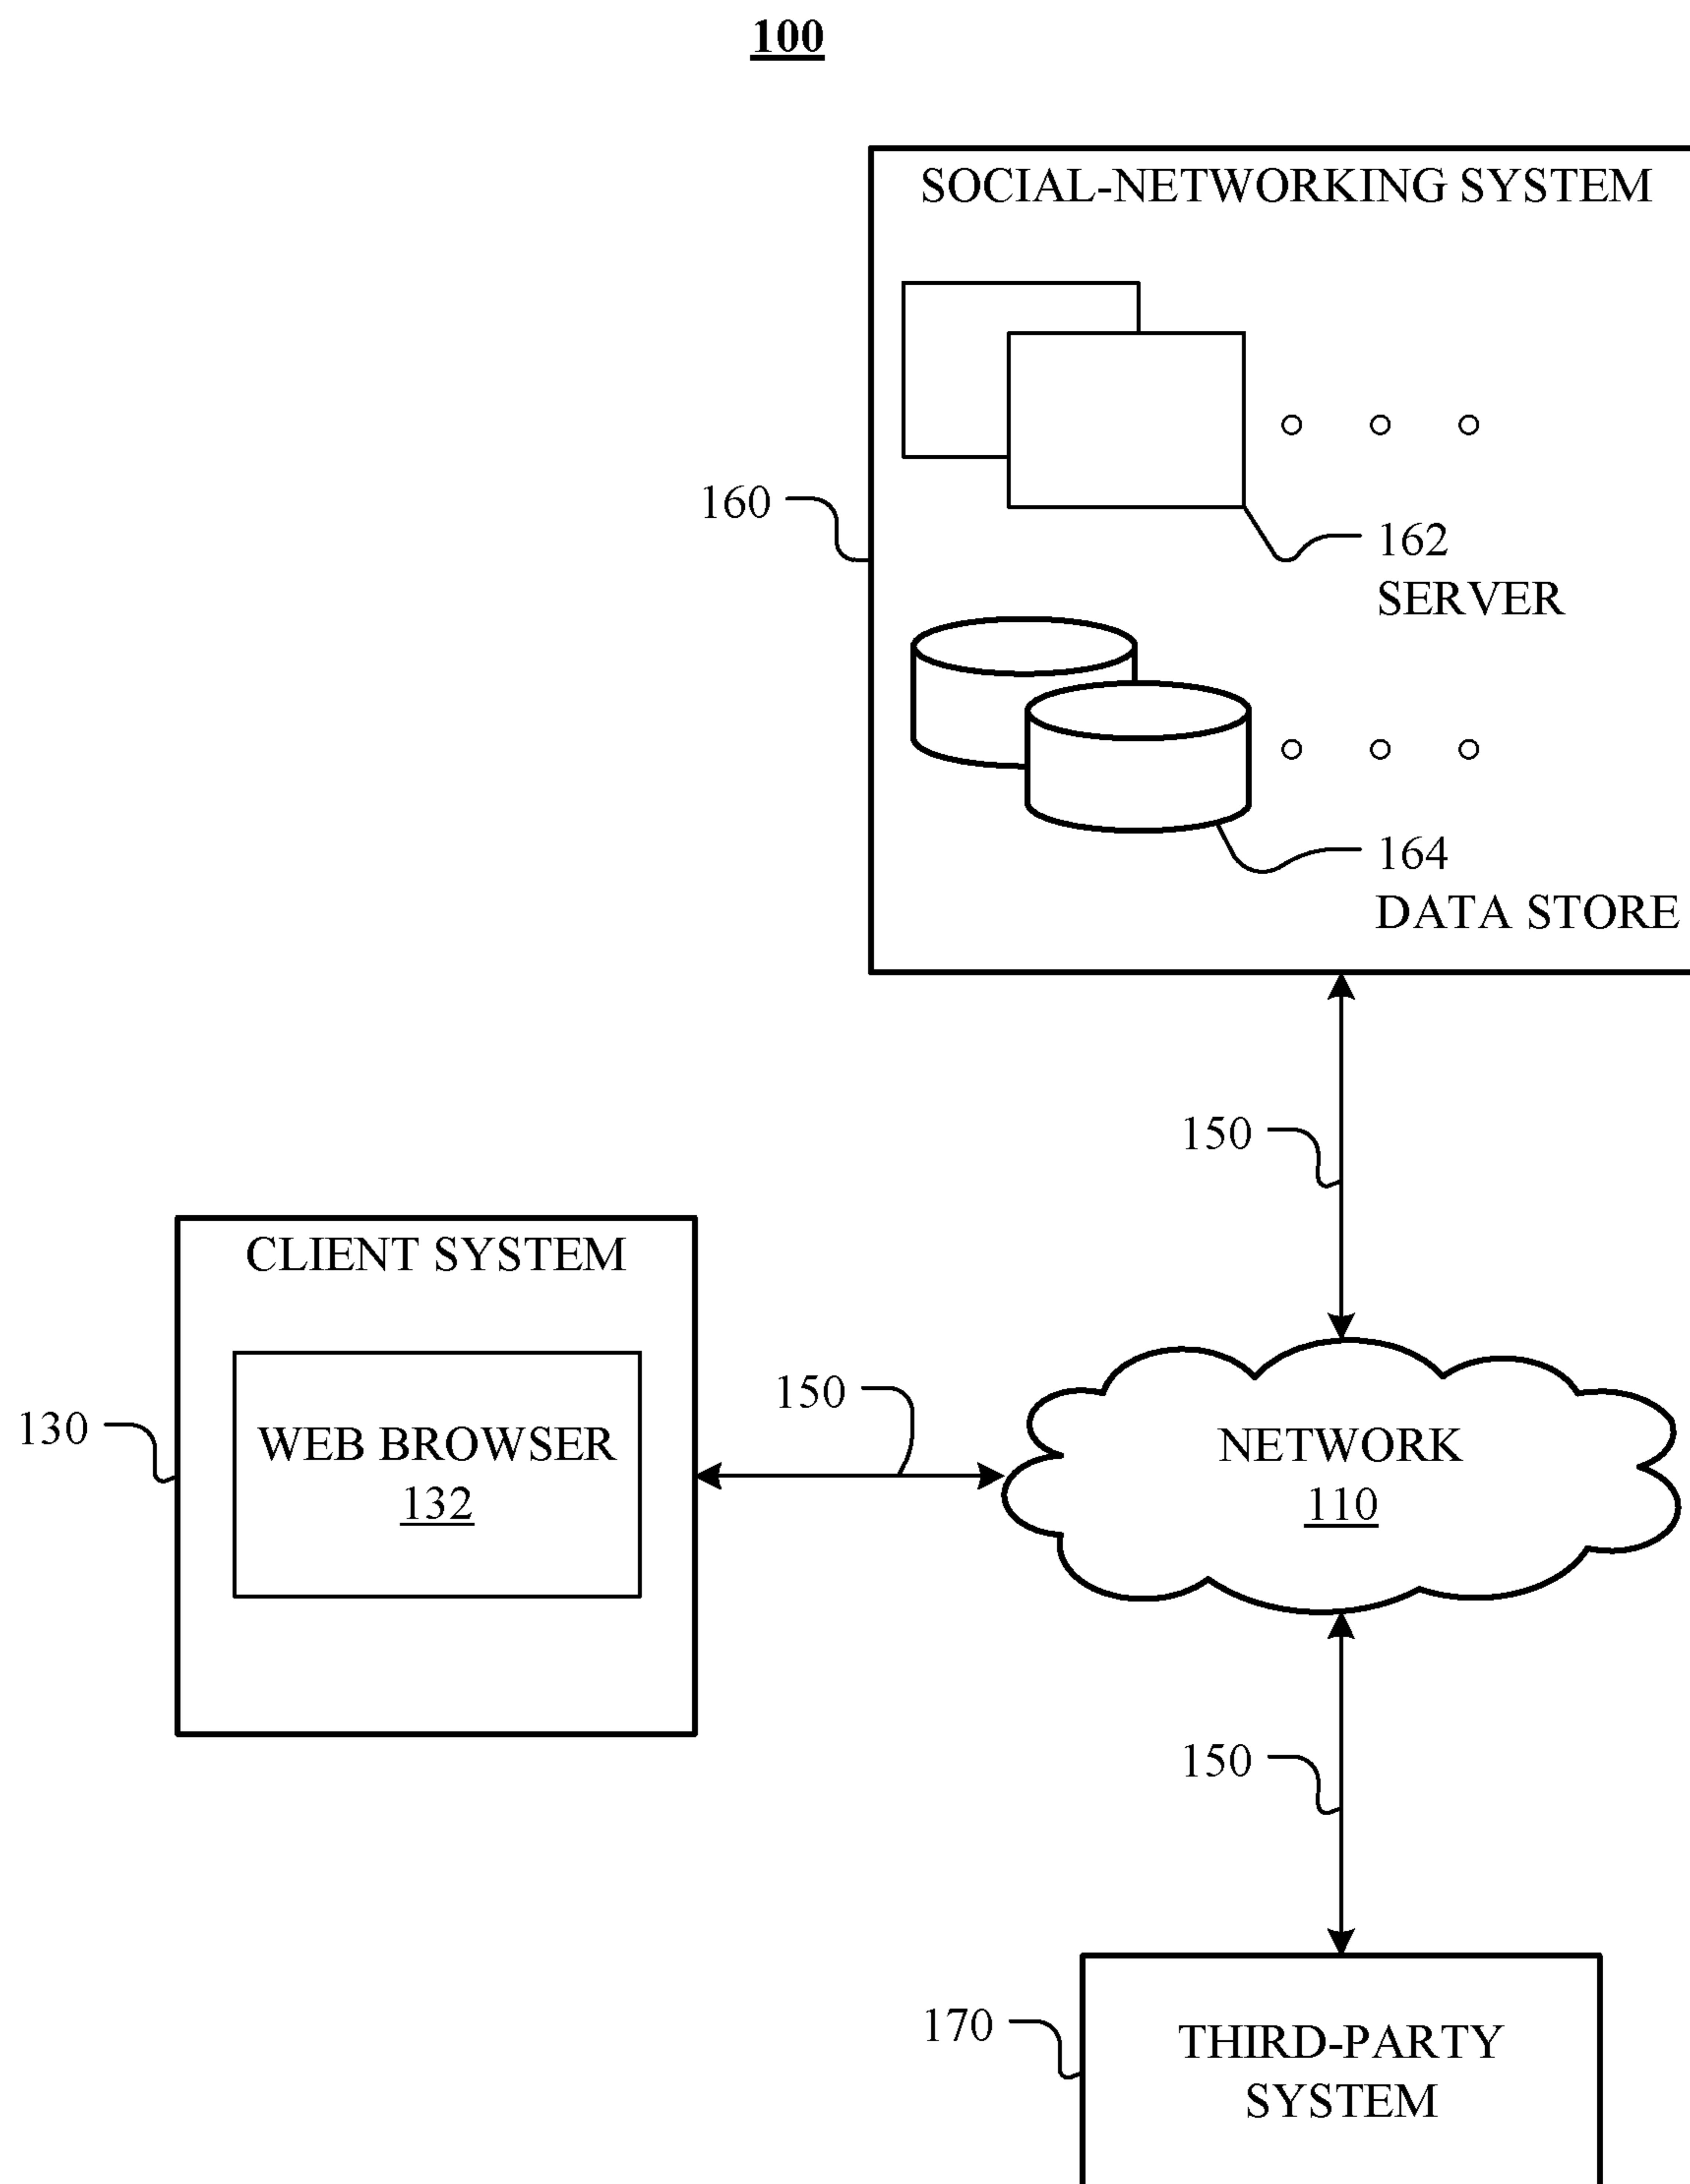 100
SOCIAL-NETWORKING SYSTEM
160
162
SERVER
164
DATA STORE
150
CLIENT SYSTEM
130
WEB BROWSER
132
150
NETWORK
110
150
170
THIRD-PARTY
SYSTEM